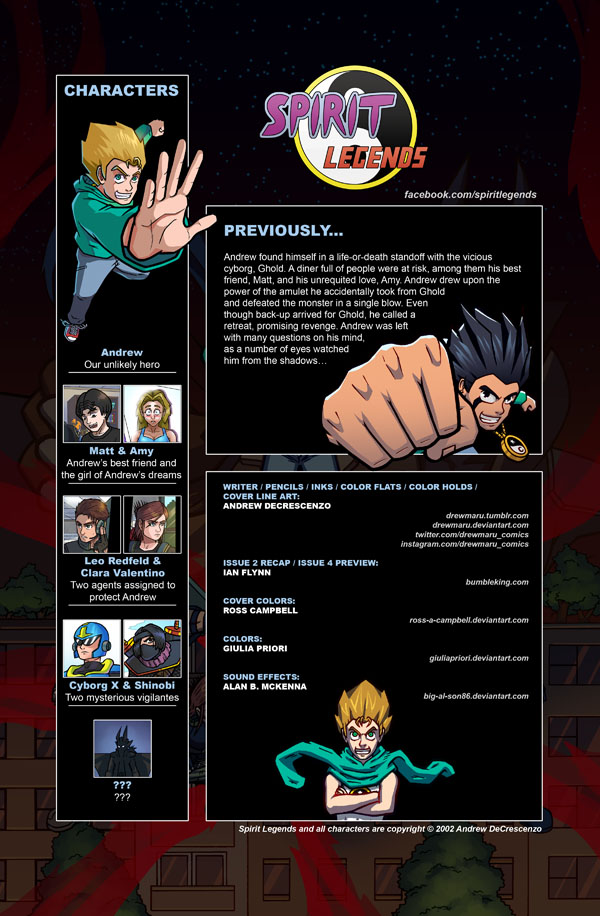 CHARACTERS
Andrew
Our unlikely hero
Matt & Amy
Andrew's best friend and
the girl of Andrew's dreams
Leo Redfeld &
Clara Valentino
Two agents assigned to
protect Andrew
Cyborg X & Shinobi
Two mysterious vigilantes
???
???
SPIRIT
LEGENDS
facebook.com/spiritlegends
PREVIOUSLY...
Andrew found himself in a life-or-death standoff with the vicious
cyborg, Ghold. A diner full of people were at risk, among them his best
friend, Matt, and his unrequited love, Amy. Andrew drew upon the
power of the amulet he accidentally took from Ghold
and defeated the monster in a single blow. Even
though back-up arrived for Ghold, he called a
retreat, promising revenge. Andrew was left
with many questions on his mind,
as a number of eyes watched
him from the shadows…
WRITER / PENCILS / INKS / COLOR FLATS / COLOR HOLDS /
COVER LINE ART:
ANDREW DECRESCENZO
drewmaru.tumblr.com
drewmaru.deviantart.com
twitter.com/drewmaru_comics
instagram.com/drewmaru_comics
ISSUE 2 RECAP / ISSUE 4 PREVIEW:
IAN FLYNN
bumbleking.com
COVER COLORS:
ROSS CAMPBELL
ross-a-campbell.deviantart.com
COLORS:
GIULIA PRIORI
giuliapriori.deviantart.com
SOUND EFFECTS:
ALAN B. MCKENNA
big-al-son86.deviantart.com
Spirit Legends and all characters are copyright © 2002 Andrew DeCrescenzo